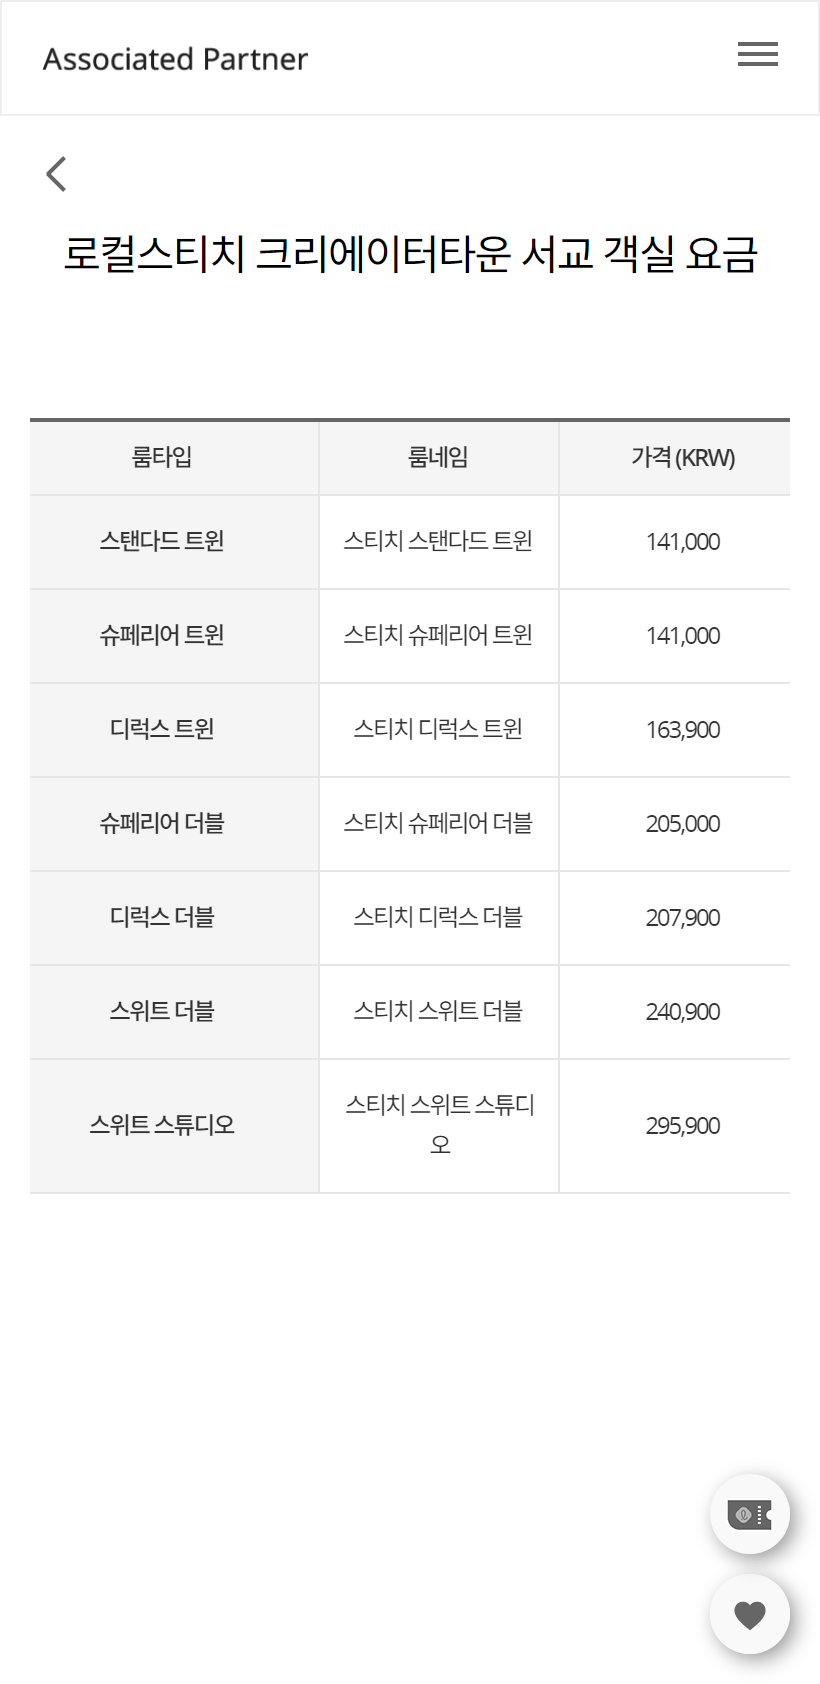 Associated Partner
로컬스티치 크리에이터타운 서교 객실 요금
룸타입 룸네임 가격 (KRW)
스탠다드 트윈 스티치 스탠다드 트윈 141,000
슈페리어 트윈 스티치 슈페리어 트윈 141,000
디럭스 트윈 스티치 디럭스 트윈 163,900
슈페리어 더블 스티치 슈페리어 더블 205,000
디럭스 더블 스티치 디럭스 더블 207,900
스위트 더블 스티치 스위트 더블 240,900
스위트 스튜디오 스티치 스위트 스튜디 295,900
오